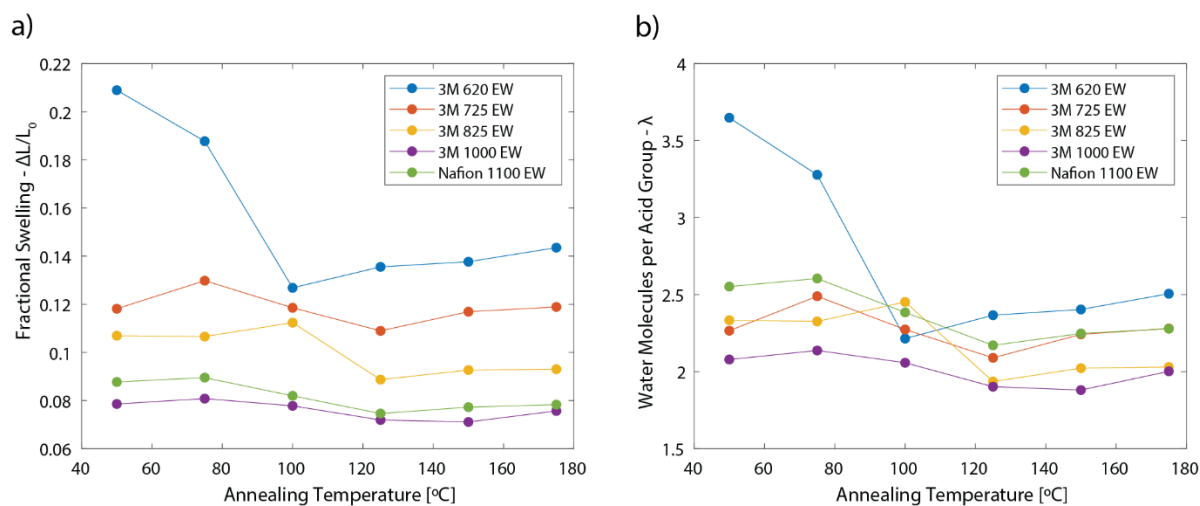 a)
0.22
0.2
0.18
0.16
0.14
0.12
0.1
0.08
0.06
Fractional Swelling - ΔL/L₀
3M 620 EW
3M 725 EW
3M 825 EW
3M 1000 EW
Nafion 1100 EW
40 60 80 100 120 140 160 180
Annealing Temperature [ºC]
b)
4
3.5
3
2.5
2
1.5
Water Molecules per Acid Group - λ
3M 620 EW
3M 725 EW
3M 825 EW
3M 1000 EW
Nafion 1100 EW
40 60 80 100 120 140 160 180
Annealing Temperature [ºC]